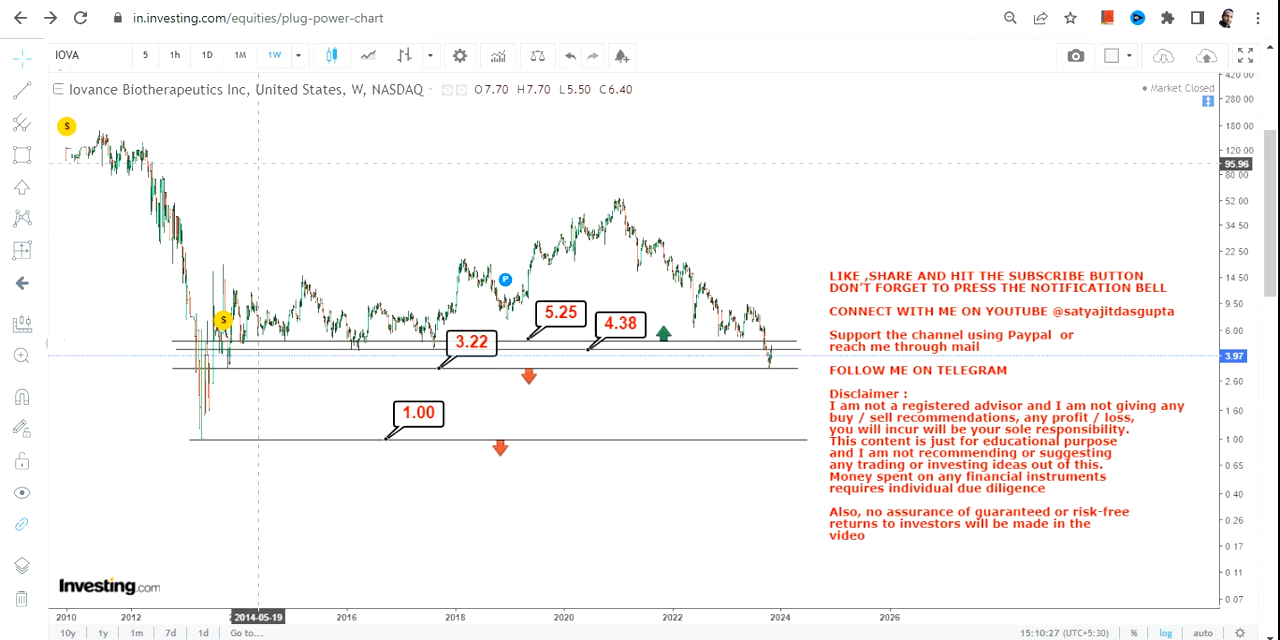 in.investing.com/equities/plug-power-chart
IOVA 5 1h 1D 1M 1W
Iovance Biotherapeutics Inc, United States, W, NASDAQ O7.70 H7.70 L5.50 C6.40
Market Closed
420.00
280.00
180.00
120.00
95.96
80.00
52.00
34.50
22.50
14.50
9.50
6.00
3.97
2.60
1.60
1.00
0.65
0.40
0.26
0.17
0.11
0.07
S
S
P
5.25
4.38
3.22
1.00
LIKE ,SHARE AND HIT THE SUBSCRIBE BUTTON
DON'T FORGET TO PRESS THE NOTIFICATION BELL
CONNECT WITH ME ON YOUTUBE @satyajitdasgupta
Support the channel using Paypal or
reach me through mail
FOLLOW ME ON TELEGRAM
Disclaimer :
I am not a registered advisor and I am not giving any
buy / sell recommendations, any profit / loss,
you will incur will be your sole responsibility.
This content is just for educational purpose
and I am not recommending or suggesting
any trading or investing ideas out of this.
Money spent on any financial instruments
requires individual due diligence
Also, no assurance of guaranteed or risk-free
returns to investors will be made in the
video
Investing.com
2010 2012 2014-05-19 2016 2018 2020 2022 2024 2026
10y 1y 1m 7d 1d Go to... 15:10:27 (UTC+5:30) % log auto